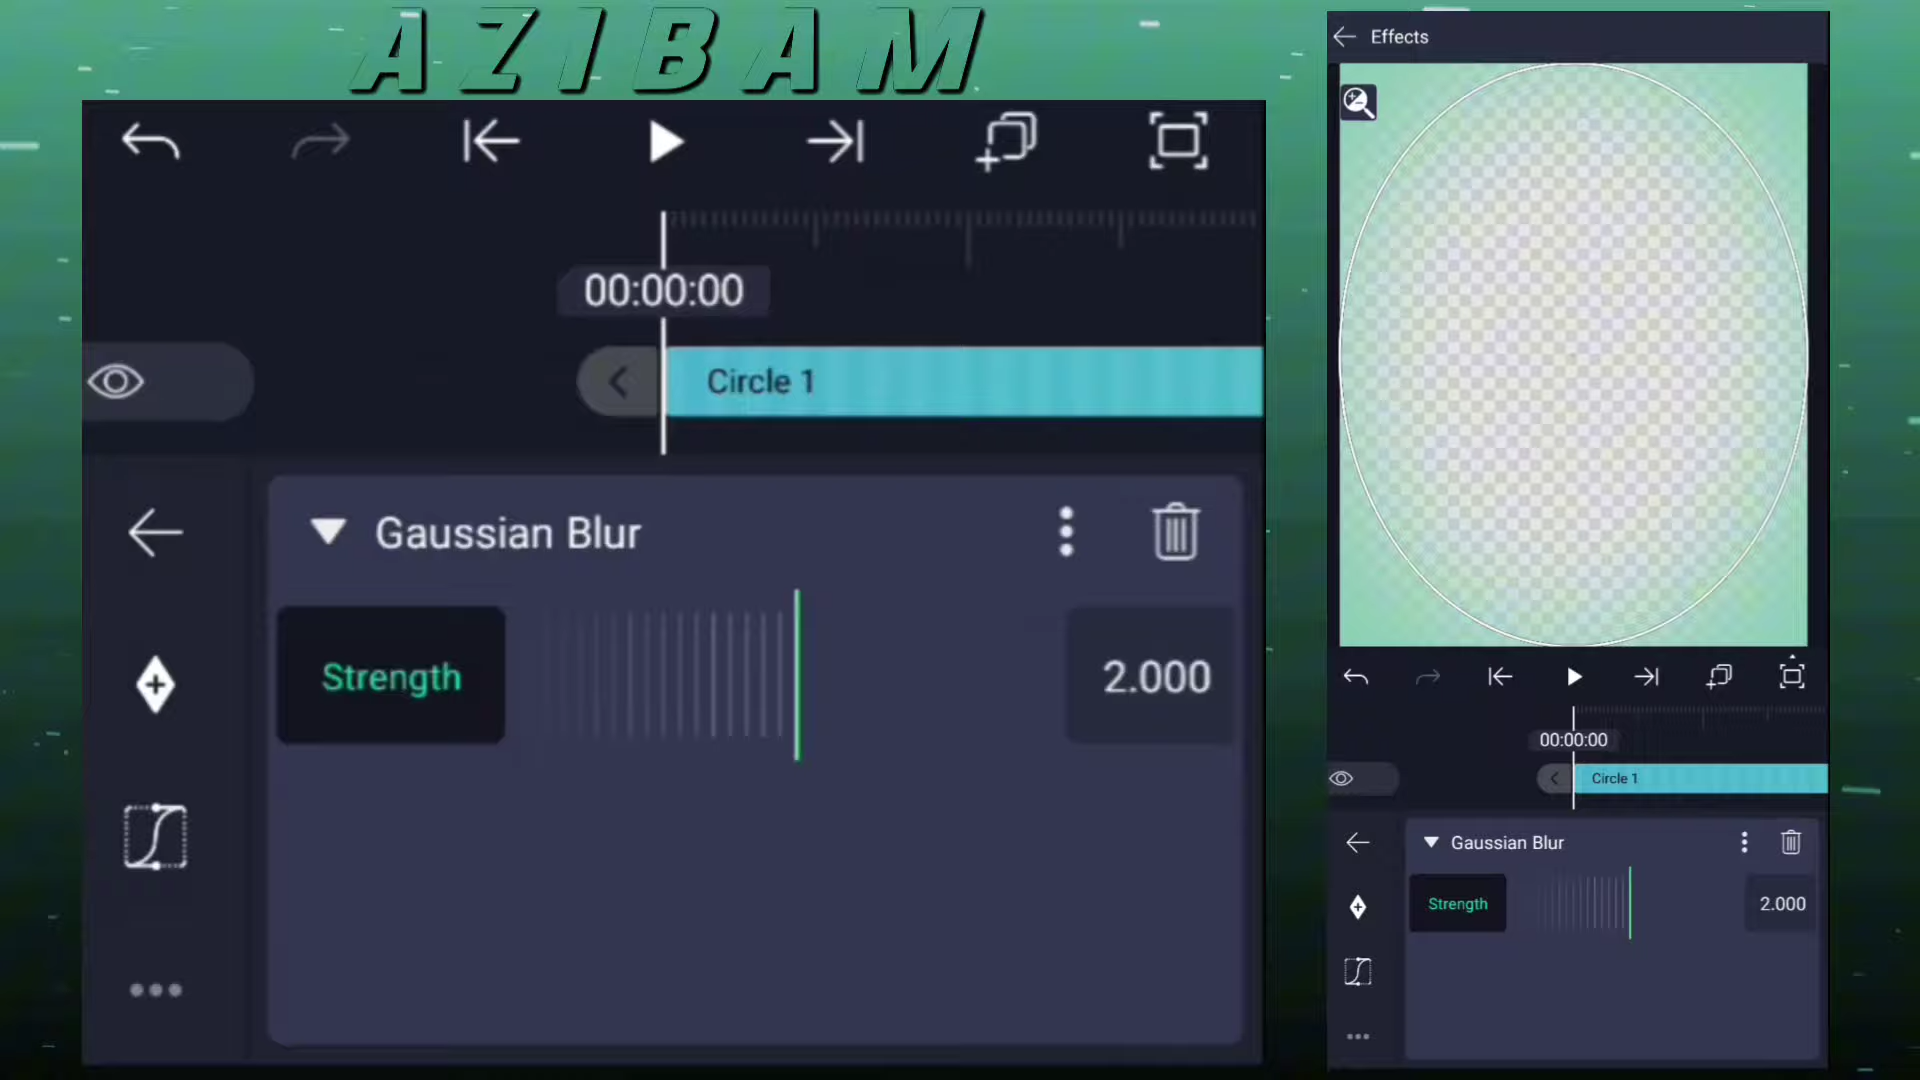 AZIBAM
00:00:00
Circle 1
Gaussian Blur
Strength
2.000
Effects
00:00:00
Circle 1
Gaussian Blur
Strength
2.000